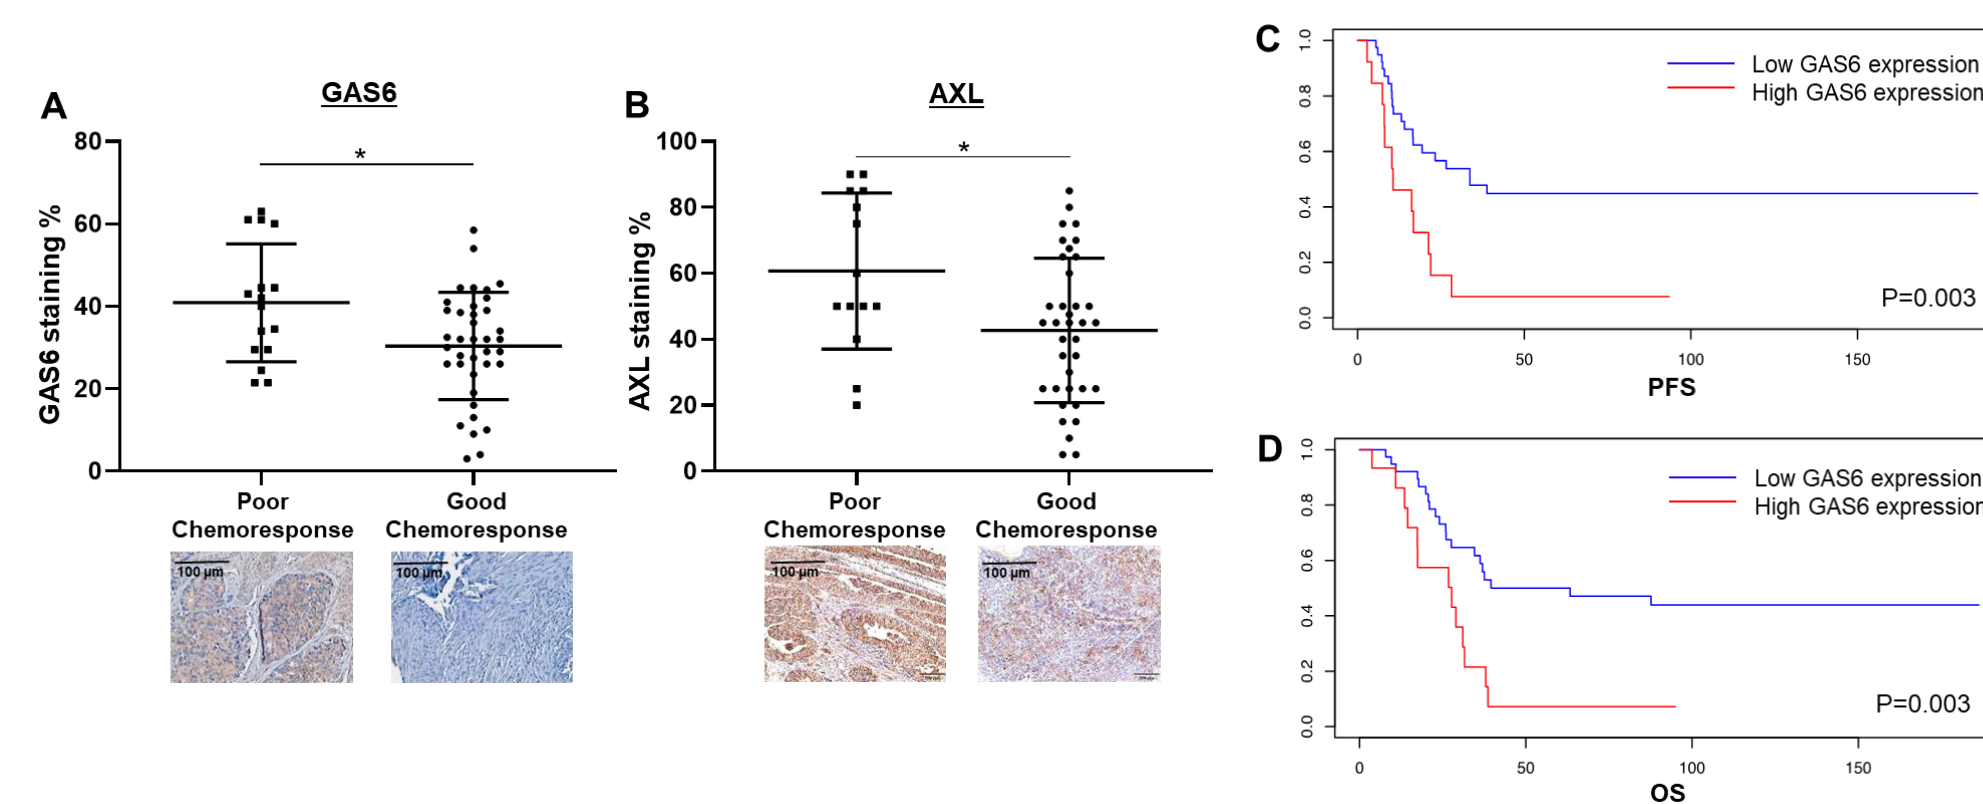 A
GAS6
GAS6 staining %
80
60
40
20
0
*
Poor
Chemoresponse
Good
Chemoresponse
100 µm
100 µm
B
AXL
AXL staining %
100
80
60
40
20
0
*
Poor
Chemoresponse
Good
Chemoresponse
100 µm
100 µm
C
1.0
0.8
0.6
0.4
0.2
0.0
Low GAS6 expression
High GAS6 expression
P=0.003
0 50 100 150
PFS
D
1.0
0.8
0.6
0.4
0.2
0.0
Low GAS6 expression
High GAS6 expression
P=0.003
0 50 100 150
OS